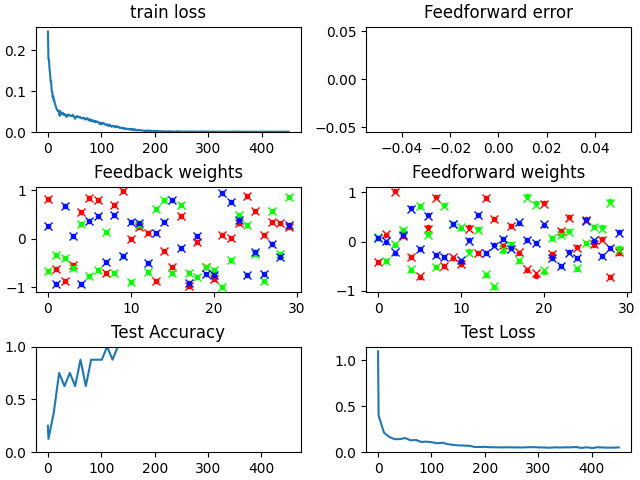 train loss
0.2
0.1
0.0
0 200 400
Feedforward error
0.05
0.00
−0.05
−0.04 −0.02 0.00 0.02 0.04
Feedback weights
1
0
−1
0 10 20 30
Feedforward weights
1
0
−1
0 10 20 30
Test Accuracy
1.0
0.5
0.0
0 100 200 300 400
Test Loss
1.0
0.5
0.0
0 100 200 300 400